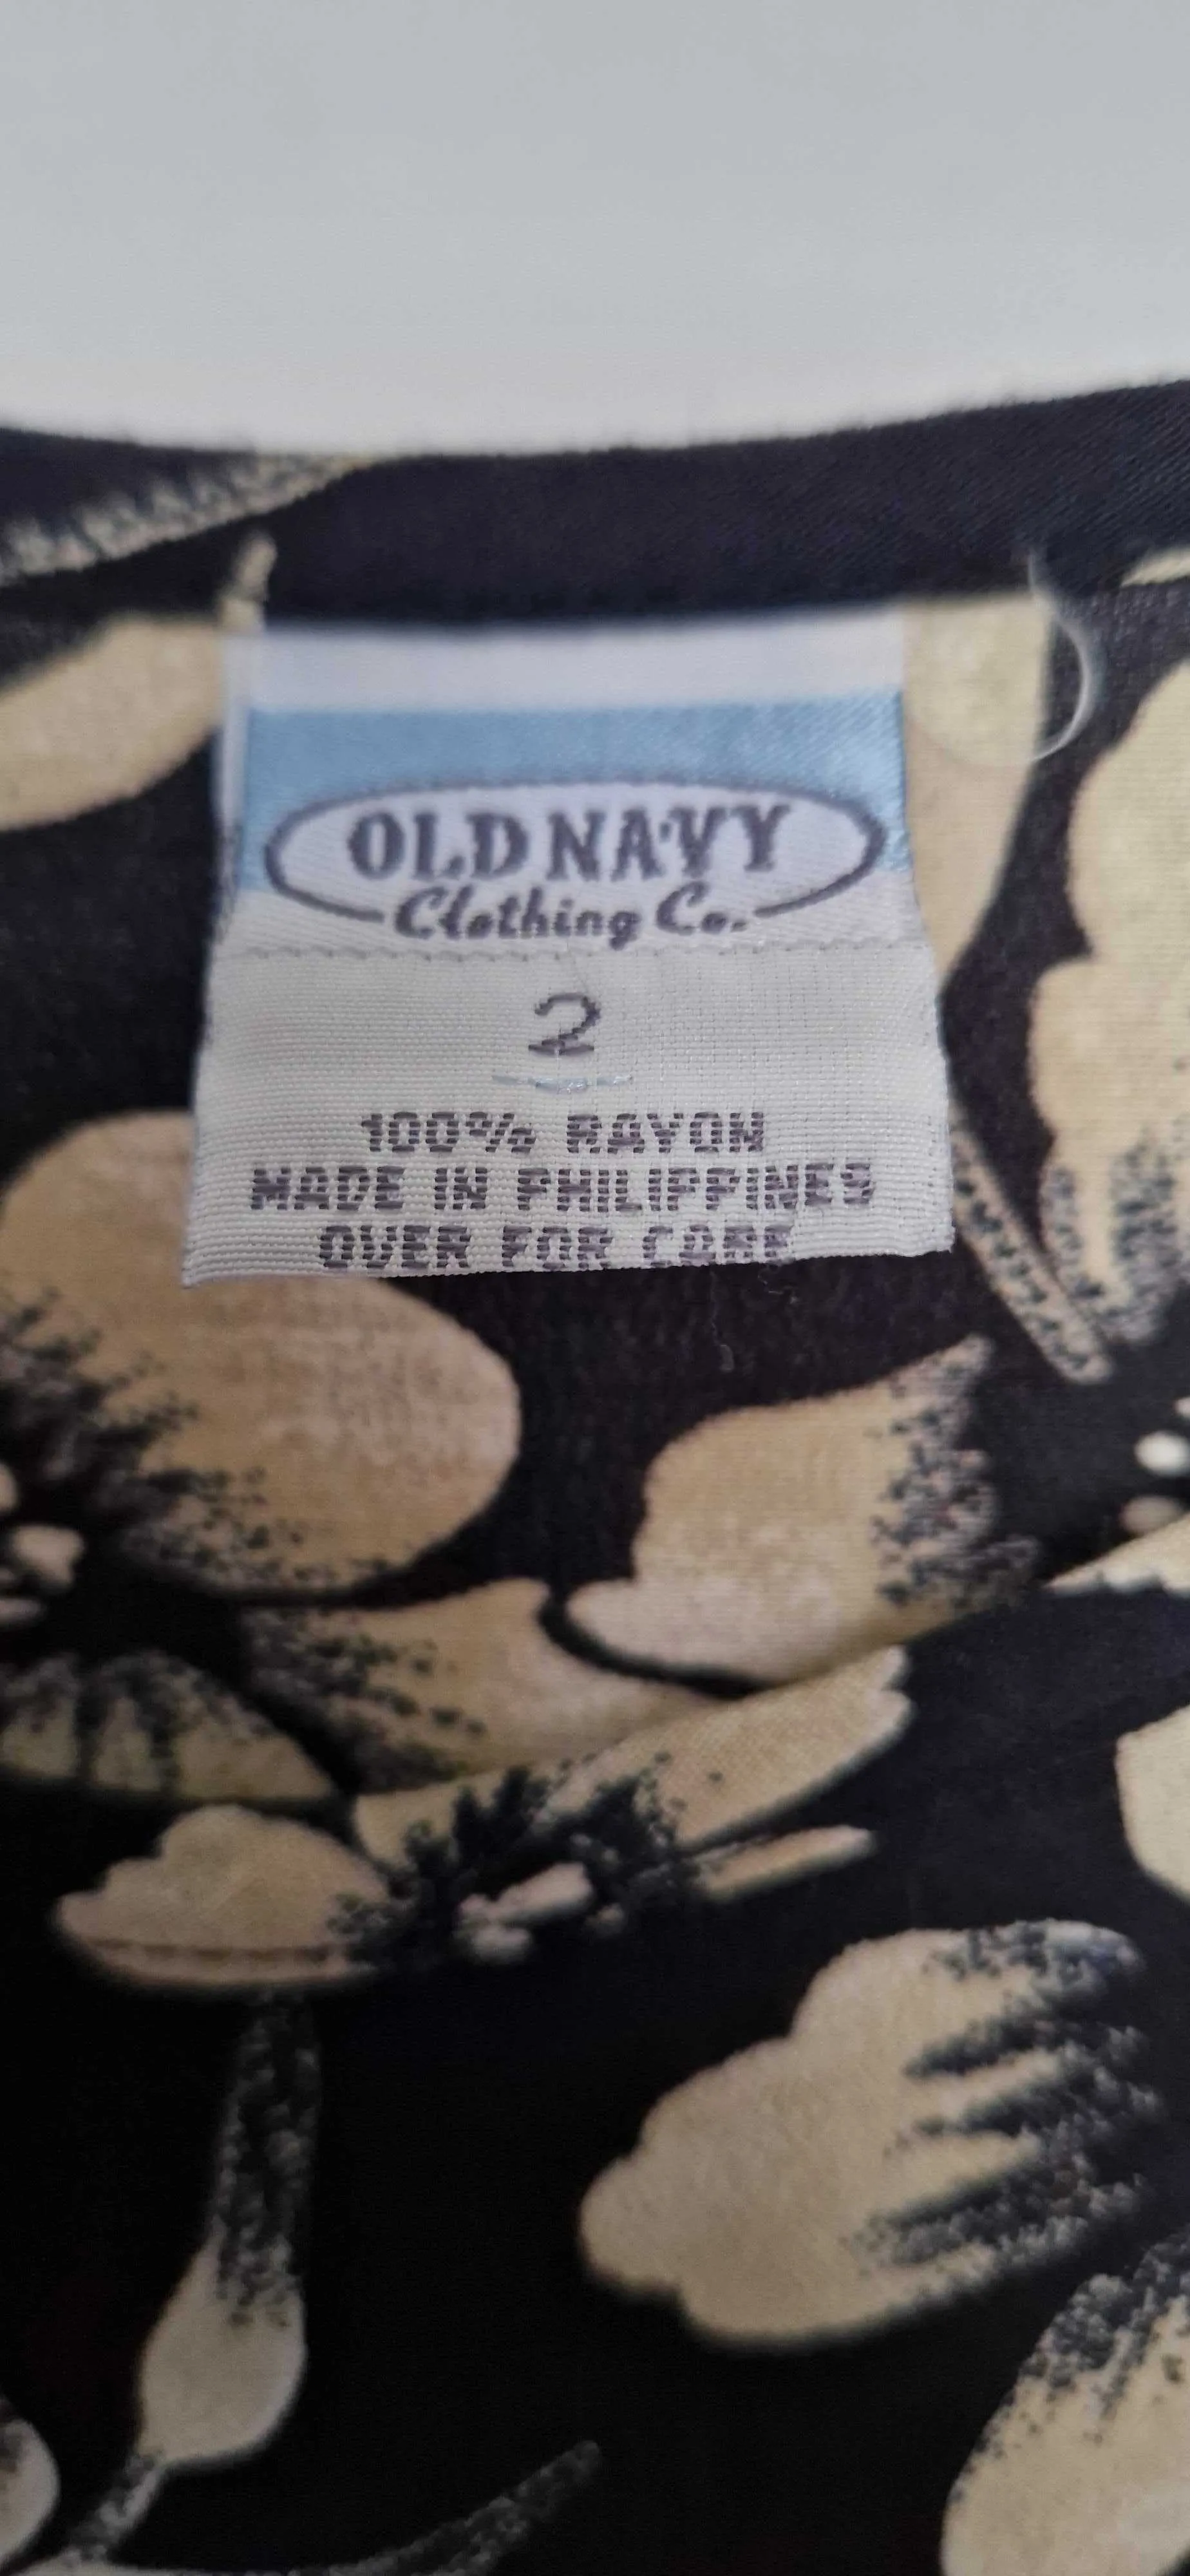 OLD NAVY
Clothing Co.
2
100% RAYON
MADE IN PHILIPPINES
OVER FOR CARE